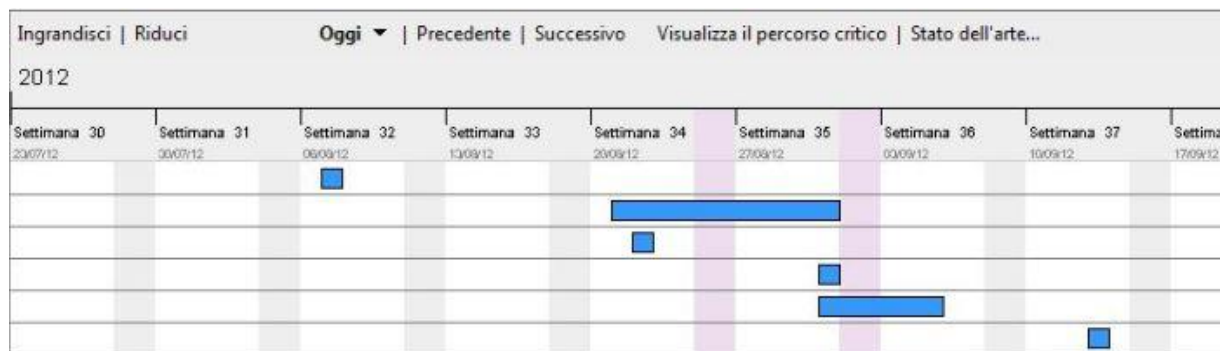 Ingrandisci | Riduci Oggi ▼ | Precedente | Successivo Visualizza il percorso critico | Stato dell'arte...
2012
Settimana 30 Settimana 31 Settimana 32 Settimana 33 Settimana 34 Settimana 35 Settimana 36 Settimana 37 Settima
23/07/12 30/07/12 06/08/12 13/08/12 20/08/12 27/08/12 03/09/12 10/09/12 17/09/12